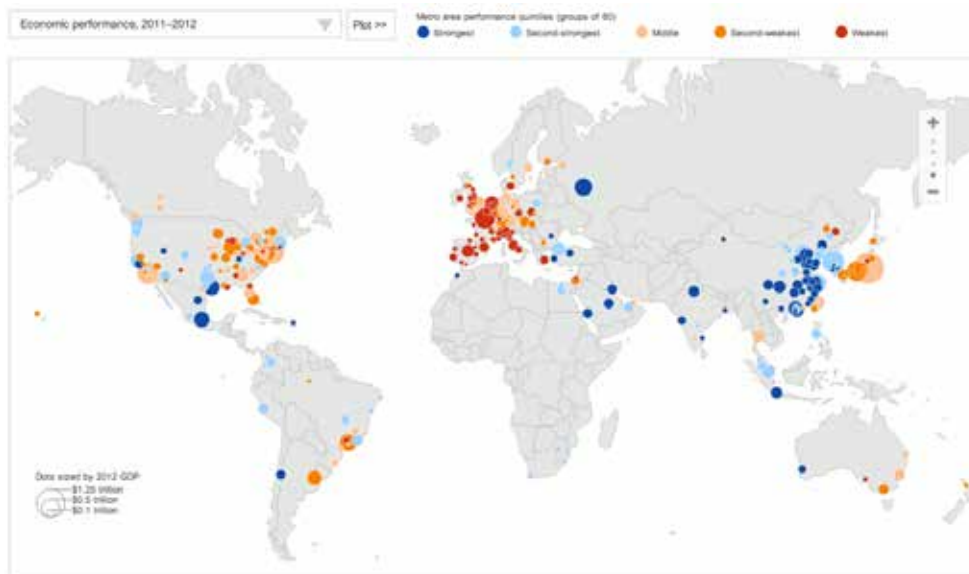 Economic performance, 2011–2012
Plot >>
Metro area performance quintiles (groups of 60)
Strongest
Second-strongest
Middle
Second-weakest
Weakest
+
Dots sized by 2012 GDP
$1.25 trillion
$0.5 trillion
$0.1 trillion